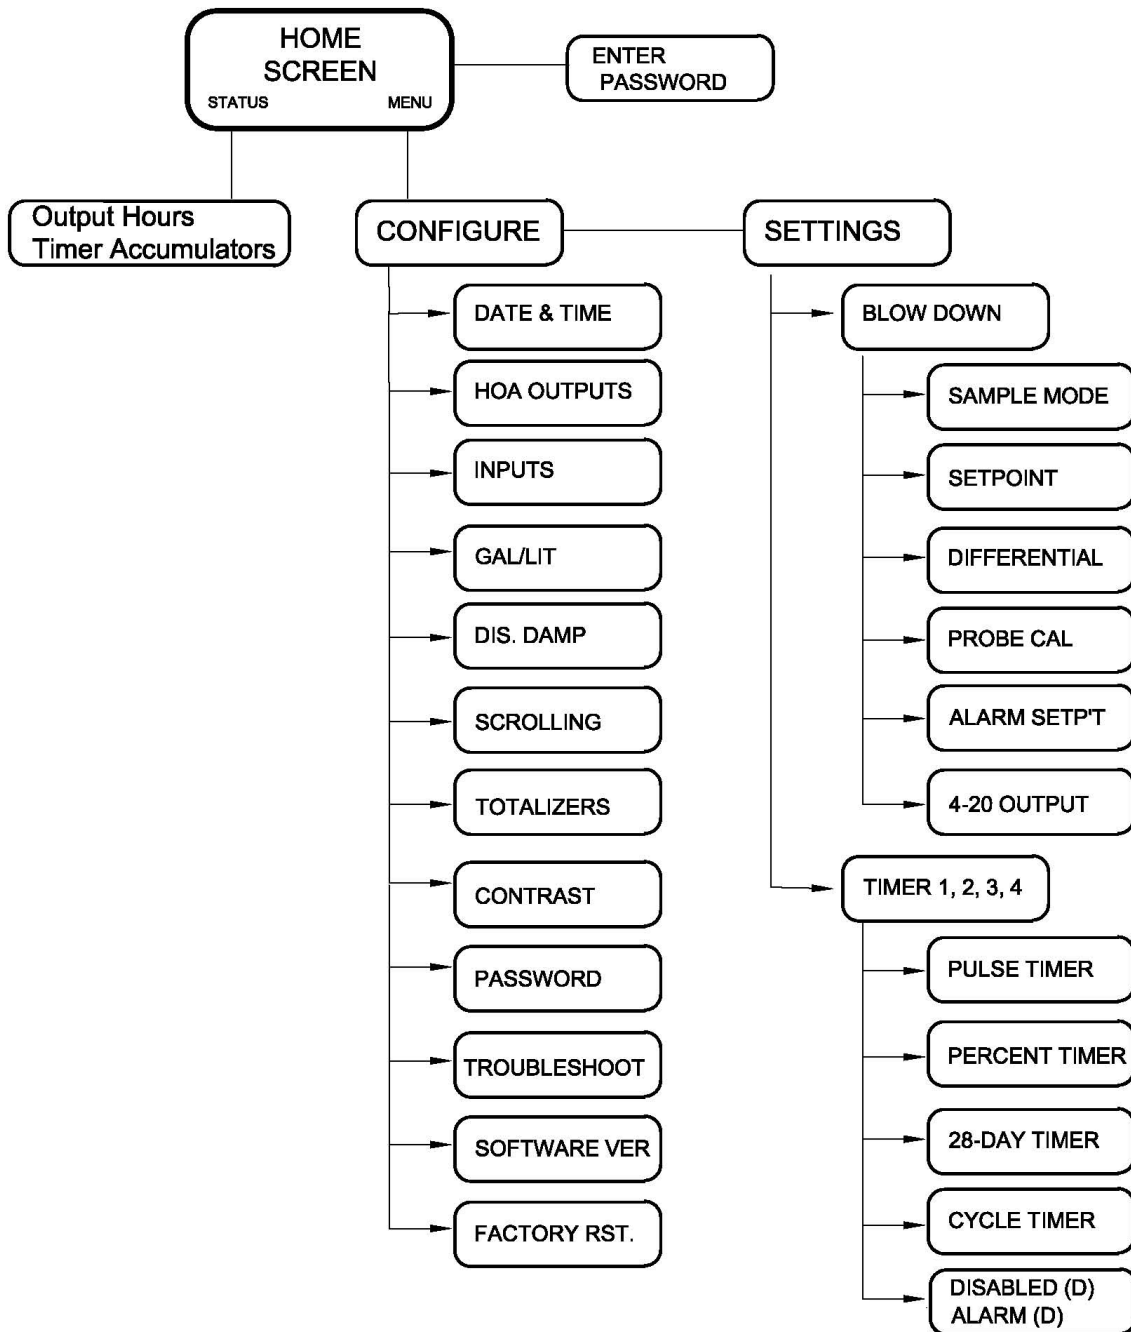 HOME
SCREEN
STATUS
MENU
ENTER
PASSWORD
Output Hours
Timer Accumulators
CONFIGURE
DATE & TIME
HOA OUTPUTS
INPUTS
GAL/LIT
DIS. DAMP
SCROLLING
TOTALIZERS
CONTRAST
PASSWORD
TROUBLESHOOT
SOFTWARE VER
FACTORY RST.
SETTINGS
BLOW DOWN
SAMPLE MODE
SETPOINT
DIFFERENTIAL
PROBE CAL
ALARM SETP'T
4-20 OUTPUT
TIMER 1, 2, 3, 4
PULSE TIMER
PERCENT TIMER
28-DAY TIMER
CYCLE TIMER
DISABLED (D)
ALARM (D)